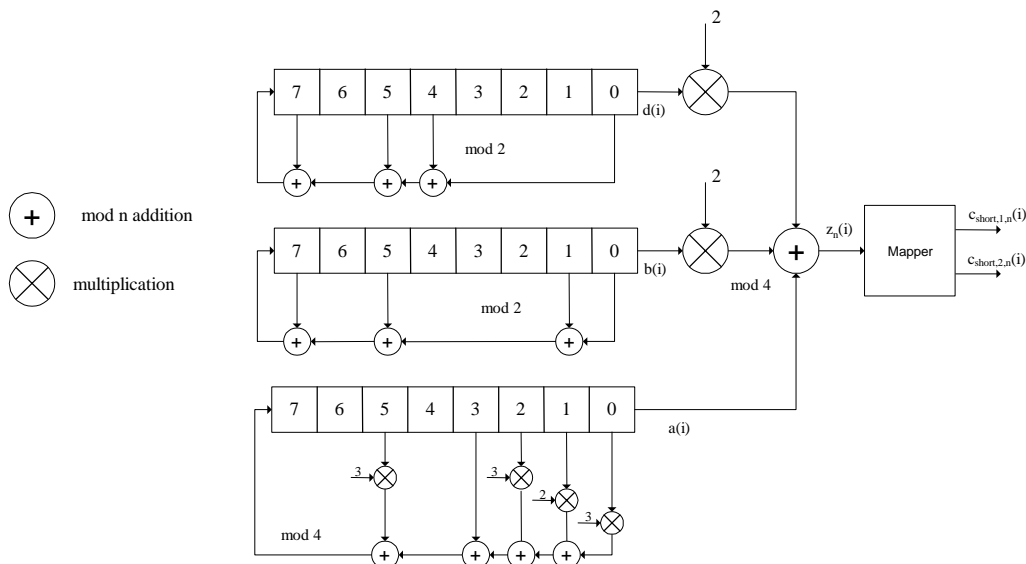 2
7 6 5 4 3 2 1 0
d(i)
mod 2
+ + +
2
+ mod n addition
7 6 5 4 3 2 1 0
b(i)
+
mod 4
z_n(i)
Mapper
c_short,1,n(i)
c_short,2,n(i)
multiplication
mod 2
+ + +
7 6 5 4 3 2 1 0
a(i)
3
3
2
3
mod 4
+ + + +